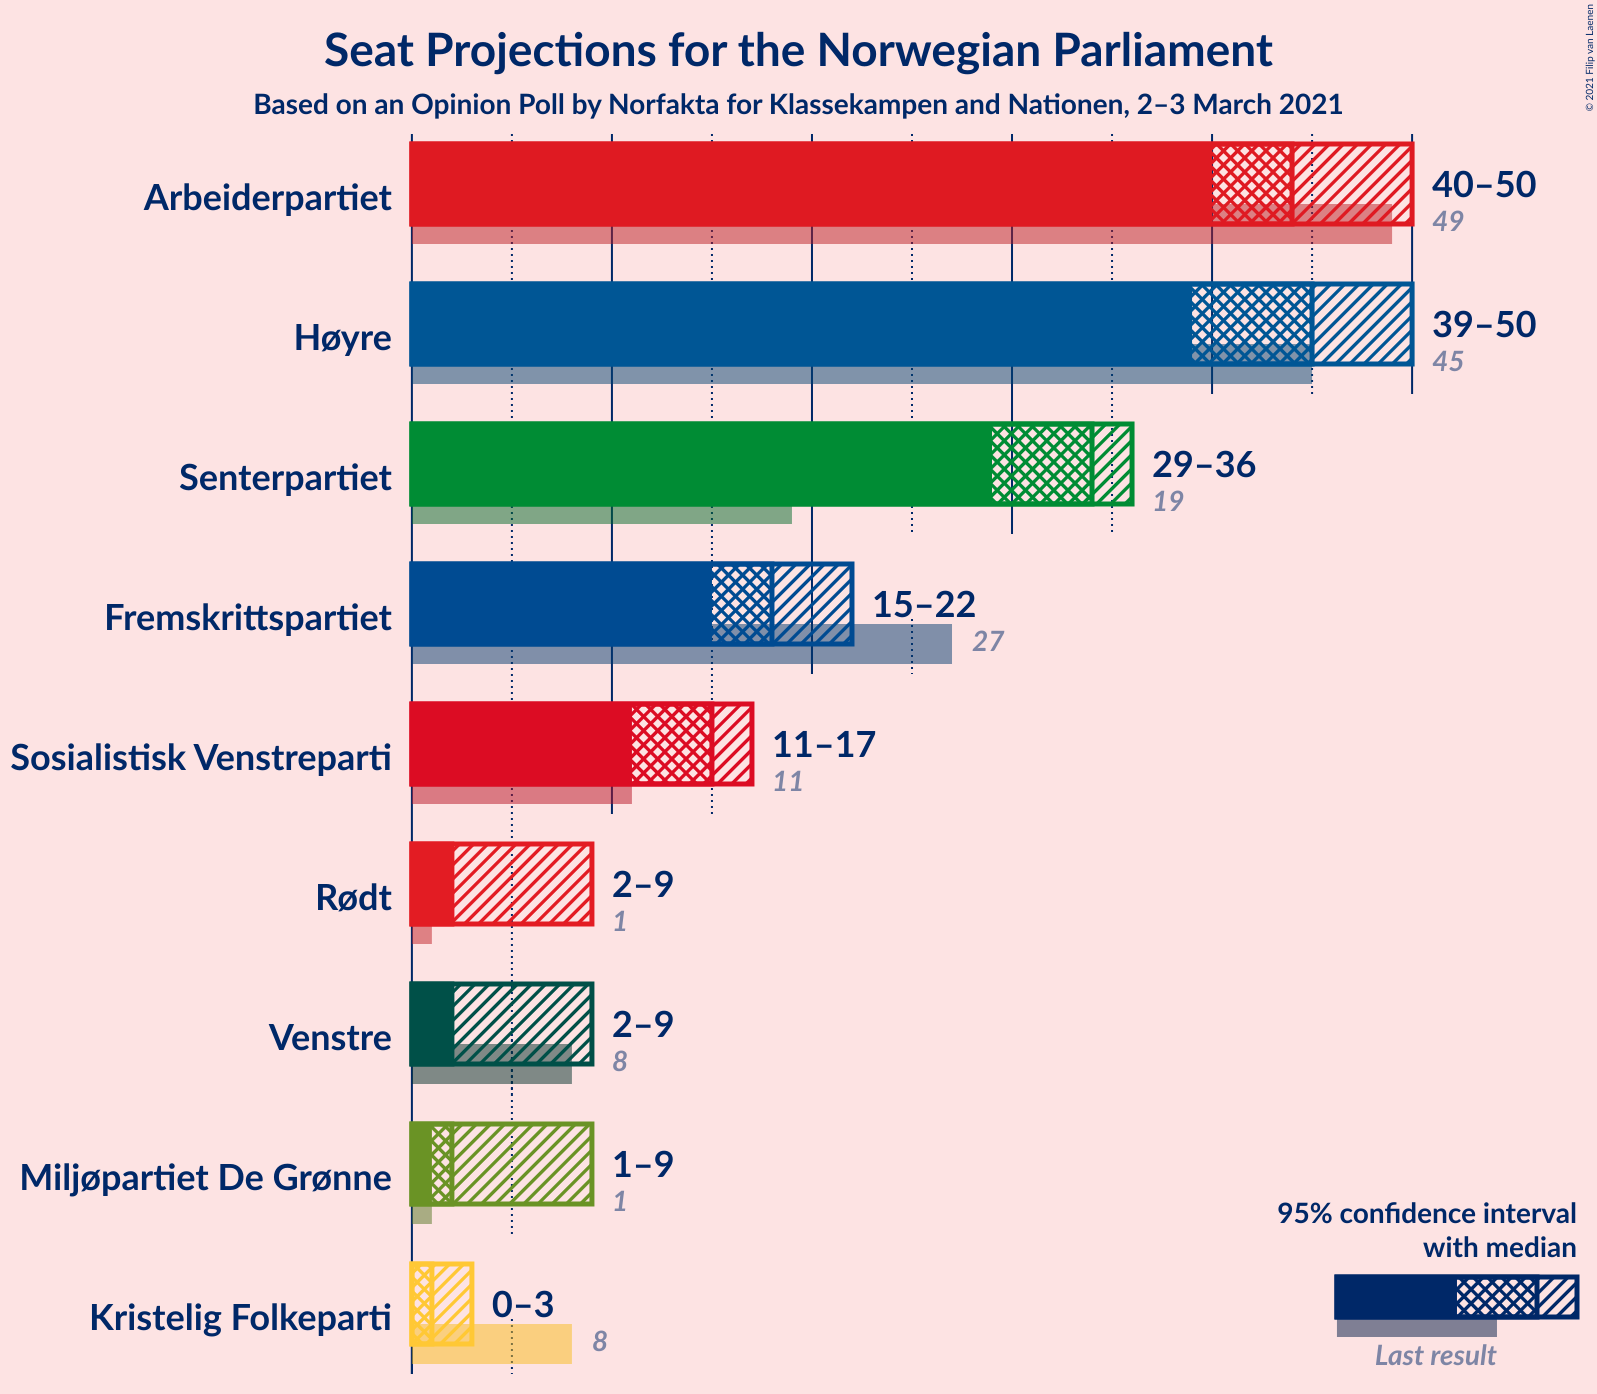 Seat Projections for the Norwegian Parliament
Based on an Opinion Poll by Norfakta for Klassekampen and Nationen, 2–3 March 2021
© 2021 Filip van Laenen
Arbeiderpartiet
40–50
49
Høyre
39–50
45
Senterpartiet
29–36
19
Fremskrittspartiet
15–22
27
Sosialistisk Venstreparti
11–17
11
Rødt
2–9
1
Venstre
2–9
8
Miljøpartiet De Grønne
1–9
1
Kristelig Folkeparti
0–3
8
95% confidence interval
with median
Last result